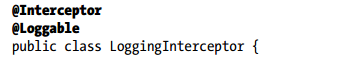 @Interceptor
@Loggable
public class LoggingInterceptor {